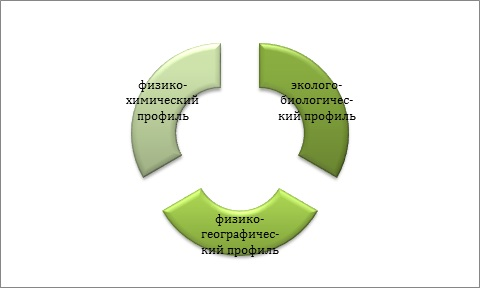 физико-
химический
профиль
эколого-
биологичес-
кий профиль
физико-
географичес-
кий профиль